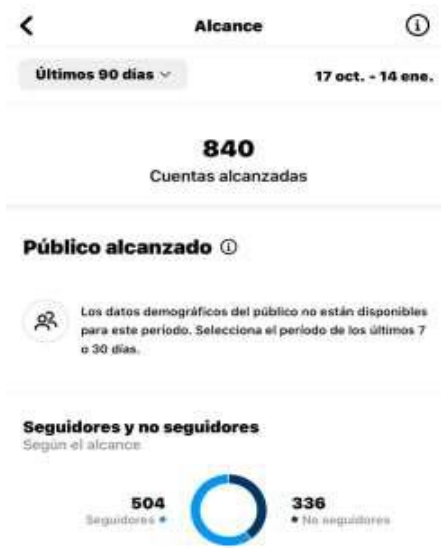 Alcance
Últimos 90 días
17 oct. - 14 ene.
840
Cuentas alcanzadas
Público alcanzado
Los datos demográficos del público no están disponibles
para este período. Selecciona el período de los últimos 7
o 30 días.
Seguidores y no seguidores
Según el alcance
504
Seguidores
336
No seguidores